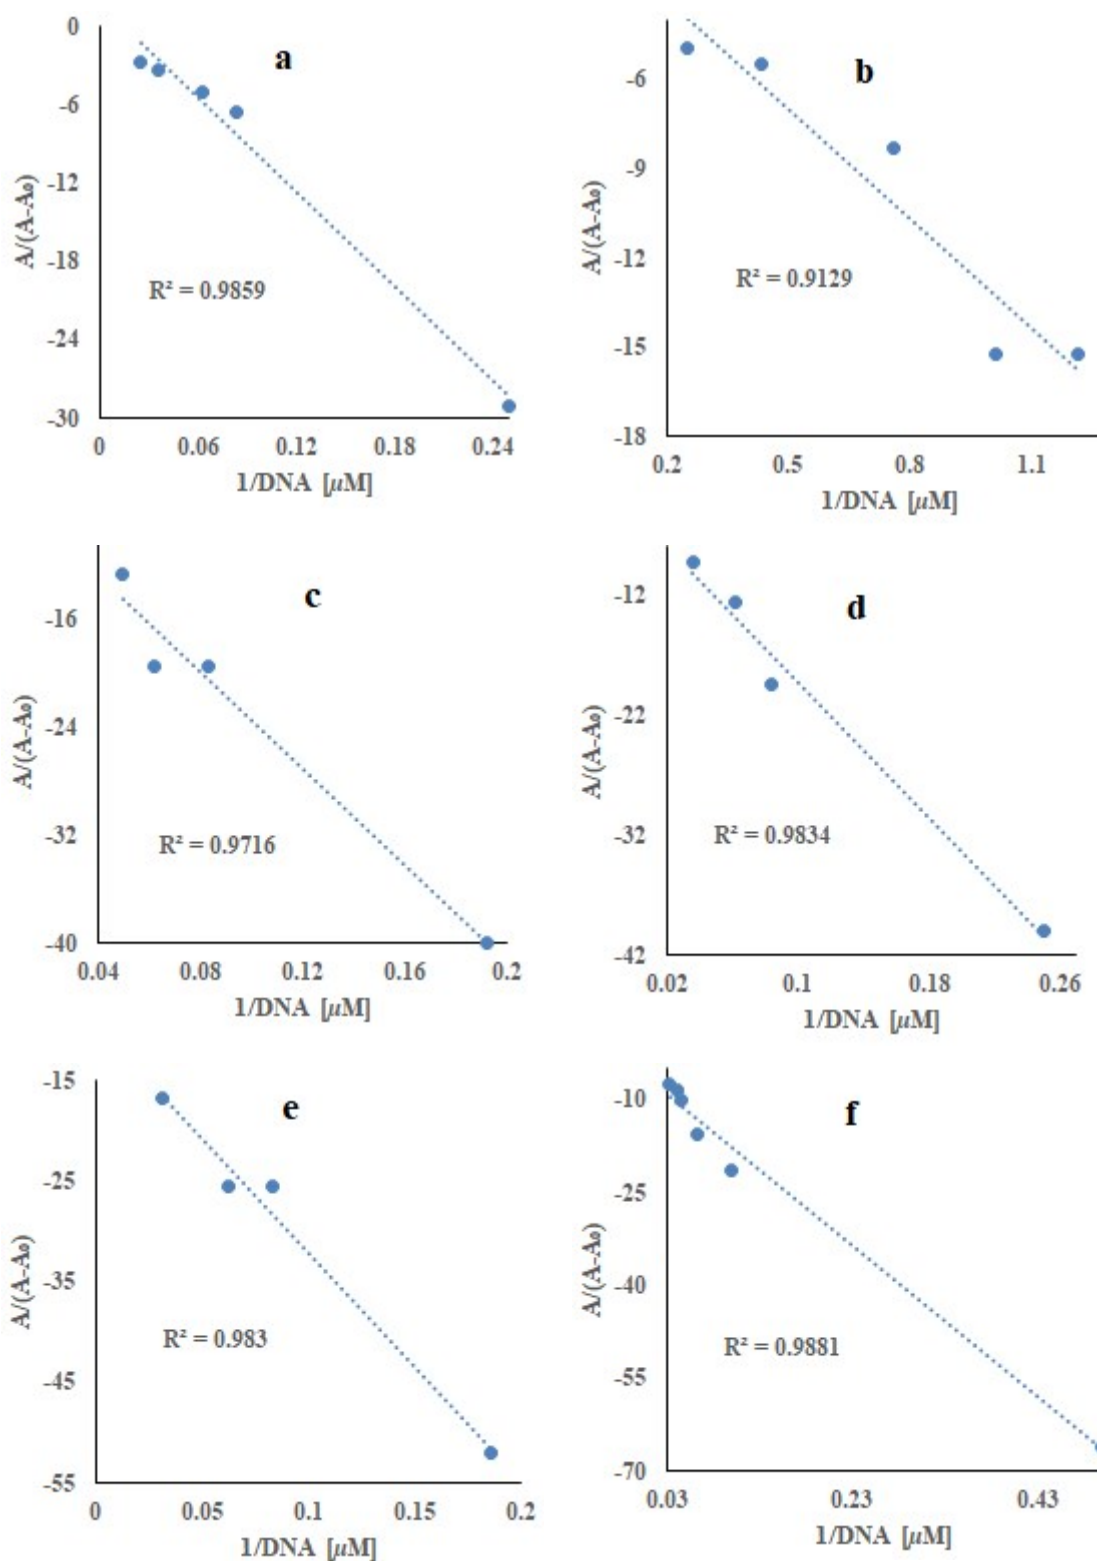 a
0
-6
-12
-18
-24
-30
A/(A-A₀)
R² = 0.9859
0 0.06 0.12 0.18 0.24
1/DNA [µM]
b
-6
-9
-12
-15
-18
A/(A-A₀)
R² = 0.9129
0.2 0.5 0.8 1.1
1/DNA [µM]
c
-16
-24
-32
-40
A/(A-A₀)
R² = 0.9716
0.04 0.08 0.12 0.16 0.2
1/DNA [µM]
d
-12
-22
-32
-42
A/(A-A₀)
R² = 0.9834
0.02 0.1 0.18 0.26
1/DNA [µM]
e
-15
-25
-35
-45
-55
A/(A-A₀)
R² = 0.983
0 0.05 0.1 0.15 0.2
1/DNA [µM]
f
-10
-25
-40
-55
-70
A/(A-A₀)
R² = 0.9881
0.03 0.23 0.43
1/DNA [µM]